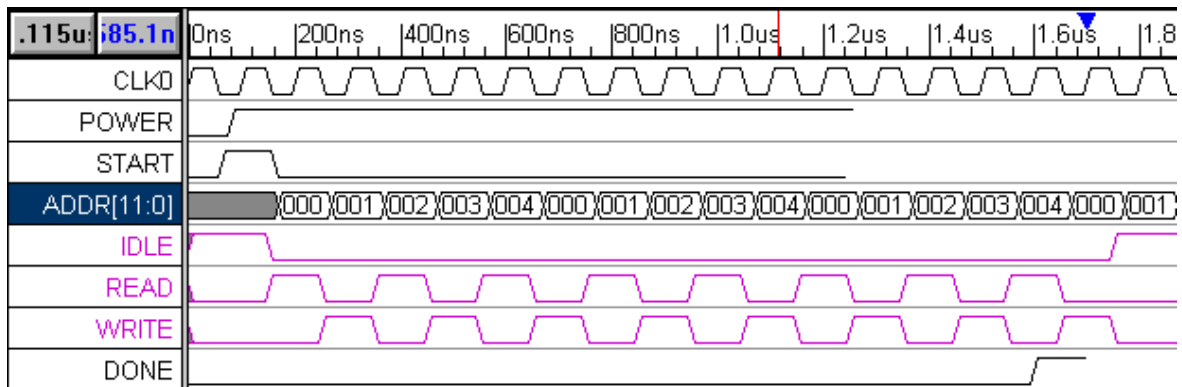 .115us 585.1n 0ns 200ns 400ns 600ns 800ns 1.0us 1.2us 1.4us 1.6us 1.8
CLK0
POWER
START
ADDR[11:0] 000 001 002 003 004 000 001 002 003 004 000 001 002 003 004 000 001
IDLE
READ
WRITE
DONE